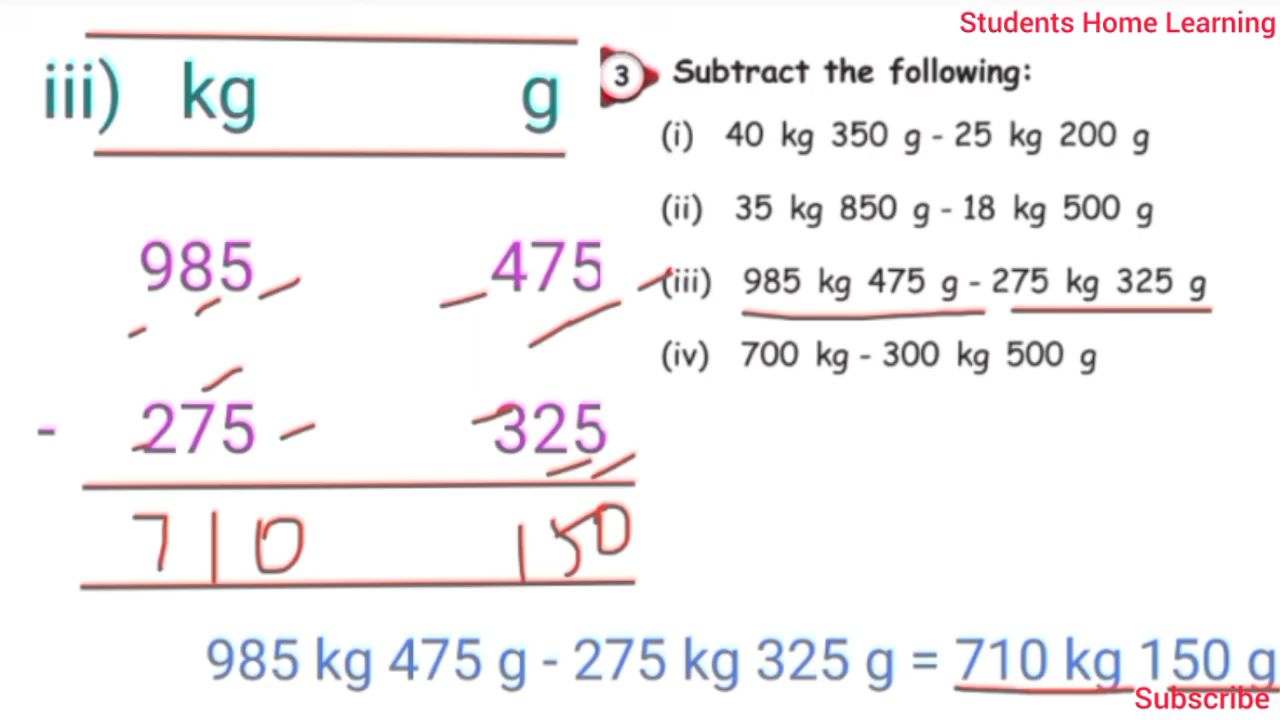 Students Home Learning
iii) kg g
3 Subtract the following:
(i) 40 kg 350 g - 25 kg 200 g
(ii) 35 kg 850 g - 18 kg 500 g
(iii) 985 kg 475 g - 275 kg 325 g
(iv) 700 kg - 300 kg 500 g
985 475
- 275 325
710 150
985 kg 475 g - 275 kg 325 g = 710 kg 150 g
Subscribe